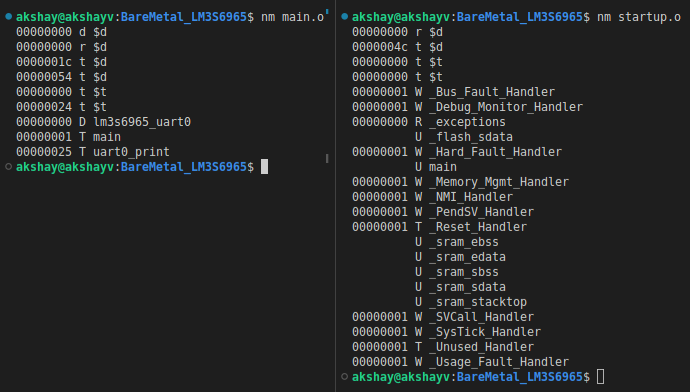 akshay@akshayv:BareMetal_LM3S6965$ nm main.o
00000000 d $d
00000000 r $d
0000001c t $d
00000054 t $d
00000000 t $t
00000024 t $t
00000000 D lm3s6965_uart0
00000001 T main
00000025 T uart0_print
akshay@akshayv:BareMetal_LM3S6965$
akshay@akshayv:BareMetal_LM3S6965$ nm startup.o
00000000 r $d
0000004c t $d
00000000 t $t
00000000 t $t
00000001 W _Bus_Fault_Handler
00000001 W _Debug_Monitor_Handler
00000000 R _exceptions
         U _flash_sdata
00000001 W _Hard_Fault_Handler
         U main
00000001 W _Memory_Mgmt_Handler
00000001 W _NMI_Handler
00000001 W _PendSV_Handler
00000001 T _Reset_Handler
         U _sram_ebss
         U _sram_edata
         U _sram_sbss
         U _sram_sdata
         U _sram_stacktop
00000001 W _SVCall_Handler
00000001 W _SysTick_Handler
00000001 T _Unused_Handler
00000001 W _Usage_Fault_Handler
akshay@akshayv:BareMetal_LM3S6965$